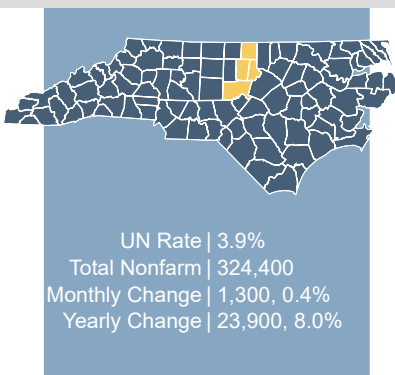 UN Rate | 3.9%
Total Nonfarm | 324,400
Monthly Change | 1,300, 0.4%
Yearly Change | 23,900, 8.0%